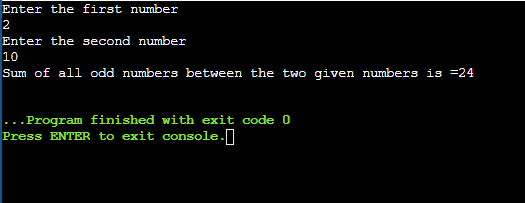 Enter the first number
2
Enter the second number
10
Sum of all odd numbers between the two given numbers is =24
...Program finished with exit code 0
Press ENTER to exit console.